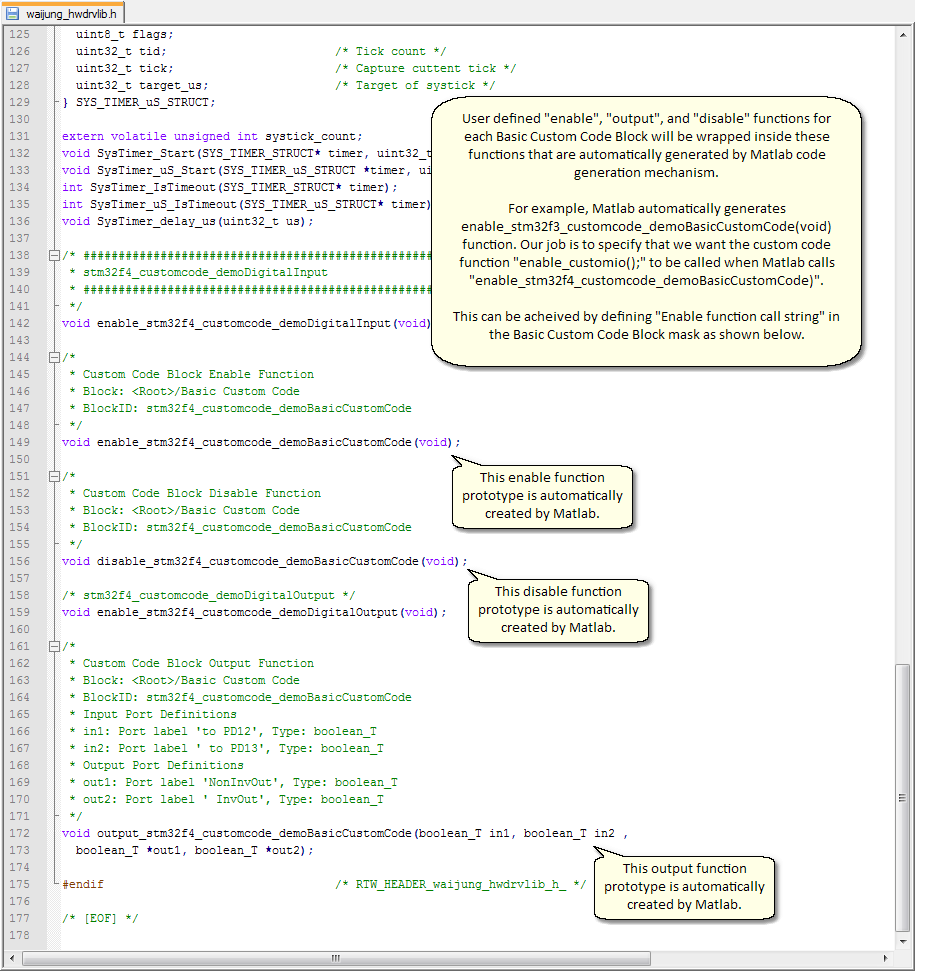 waijung_hwdrvlib.h
125 uint8_t flags;
126 uint32_t tid; /* Tick count */
127 uint32_t tick; /* Capture cuttent tick */
128 uint32_t target_us; /* Target of systick */
129 } SYS_TIMER_uS_STRUCT;
130
131 extern volatile unsigned int systick_count;
132 void SysTimer_Start(SYS_TIMER_STRUCT* timer, uint32_t
133 void SysTimer_uS_Start(SYS_TIMER_uS_STRUCT *timer, ui
134 int SysTimer_IsTimeout(SYS_TIMER_STRUCT* timer);
135 int SysTimer_uS_IsTimeout(SYS_TIMER_uS_STRUCT* timer)
136 void SysTimer_delay_us(uint32_t us);
137
User defined "enable", "output", and "disable" functions for
each Basic Custom Code Block will be wrapped inside these
functions that are automatically generated by Matlab code
generation mechanism.
For example, Matlab automatically generates
enable_stm32f3_customcode_demoBasicCustomCode(void)
function. Our job is to specify that we want the custom code
function "enable_customio();" to be called when Matlab calls
"enable_stm32f4_customcode_demoBasicCustomCode)".
This can be acheived by defining "Enable function call string" in
the Basic Custom Code Block mask as shown below.
138 /* ##################################################
139 * stm32f4_customcode_demoDigitalInput
140 * ##################################################
141 */
142 void enable_stm32f4_customcode_demoDigitalInput(void)
143
144 /*
145 * Custom Code Block Enable Function
146 * Block: <Root>/Basic Custom Code
147 * BlockID: stm32f4_customcode_demoBasicCustomCode
148 */
149 void enable_stm32f4_customcode_demoBasicCustomCode(void);
150
This enable function
prototype is automatically
created by Matlab.
151 /*
152 * Custom Code Block Disable Function
153 * Block: <Root>/Basic Custom Code
154 * BlockID: stm32f4_customcode_demoBasicCustomCode
155 */
156 void disable_stm32f4_customcode_demoBasicCustomCode(void);
157
This disable function
prototype is automatically
created by Matlab.
158 /* stm32f4_customcode_demoDigitalOutput */
159 void enable_stm32f4_customcode_demoDigitalOutput(void);
160
161 /*
162 * Custom Code Block Output Function
163 * Block: <Root>/Basic Custom Code
164 * BlockID: stm32f4_customcode_demoBasicCustomCode
165 * Input Port Definitions
166 * in1: Port label 'to PD12', Type: boolean_T
167 * in2: Port label ' to PD13', Type: boolean_T
168 * Output Port Definitions
169 * out1: Port label 'NonInvOut', Type: boolean_T
170 * out2: Port label ' InvOut', Type: boolean_T
171 */
172 void output_stm32f4_customcode_demoBasicCustomCode(boolean_T in1, boolean_T in2 ,
173 boolean_T *out1, boolean_T *out2);
174
This output function
prototype is automatically
created by Matlab.
175 #endif /* RTW_HEADER_waijung_hwdrvlib_h_ */
176
177 /* [EOF] */
178